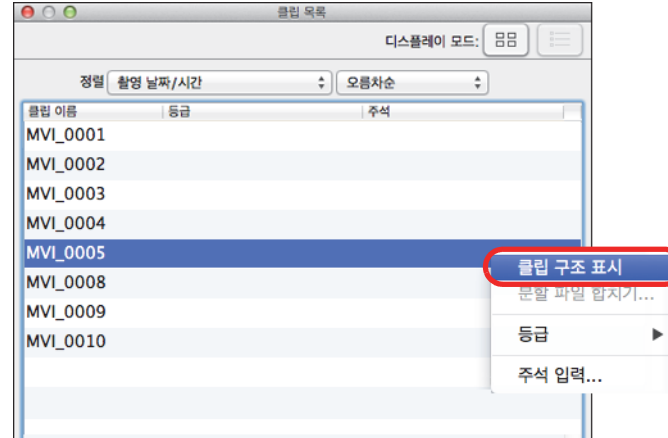 클립 목록
디스플레이 모드:
정렬 촬영 날짜/시간 오름차순
클립 이름 등급 주석
MVI_0001
MVI_0002
MVI_0003
MVI_0004
MVI_0005
클립 구조 표시
MVI_0008
분할 파일 합치기...
MVI_0009
등급
MVI_0010
주석 입력...